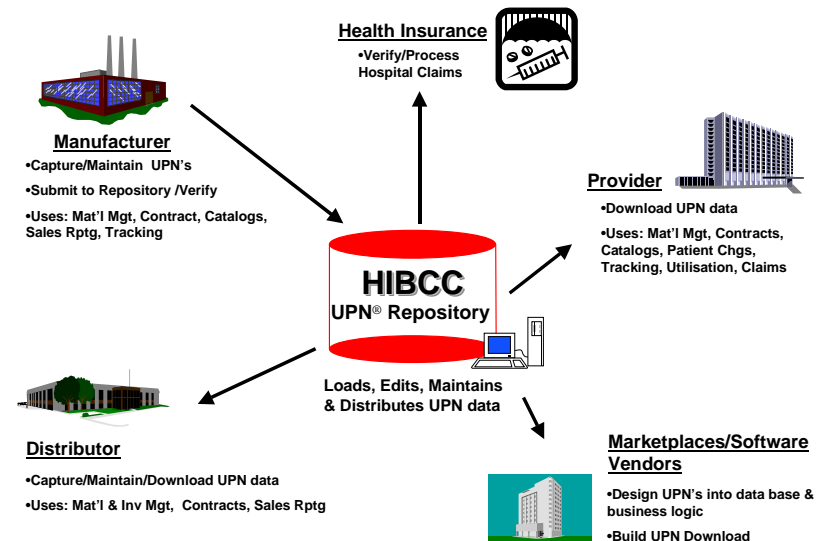 Health Insurance
•Verify/Process
Hospital Claims
Manufacturer
•Capture/Maintain UPN's
•Submit to Repository /Verify
•Uses: Mat'l Mgt, Contract, Catalogs,
Sales Rptg, Tracking
Provider
•Download UPN data
•Uses: Mat'l Mgt, Contracts,
Catalogs, Patient Chgs,
Tracking, Utilisation, Claims
HIBCC
UPN® Repository
Loads, Edits, Maintains
& Distributes UPN data
Distributor
•Capture/Maintain/Download UPN data
•Uses: Mat'l & Inv Mgt, Contracts, Sales Rptg
Marketplaces/Software
Vendors
•Design UPN's into data base &
business logic
•Build UPN Download